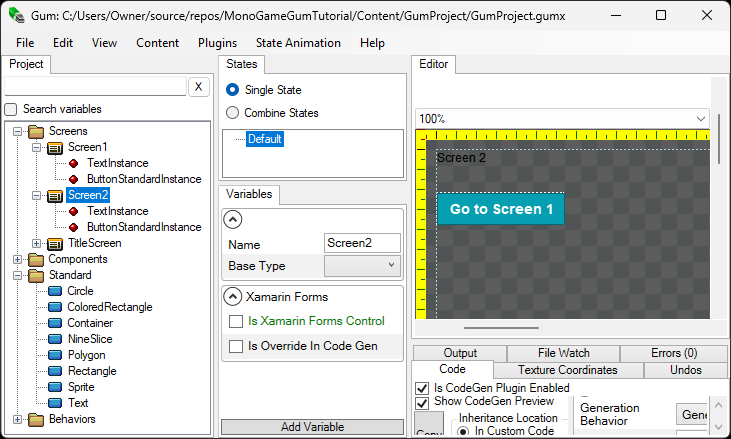 Gum: C:/Users/Owner/source/repos/MonoGameGumTutorial/Content/GumProject/GumProject.gumx
File Edit View Content Plugins State Animation Help
Project
X
Search variables
Screens
Screen1
TextInstance
ButtonStandardInstance
Screen2
TextInstance
ButtonStandardInstance
TitleScreen
Components
Standard
Circle
ColoredRectangle
Container
NineSlice
Polygon
Rectangle
Sprite
Text
Behaviors
States
Single State
Combine States
Default
Variables
Name Screen2
Base Type
Xamarin Forms
Is Xamarin Forms Control
Is Override In Code Gen
Add Variable
Editor
100%
Screen 2
Go to Screen 1
Output File Watch Errors (0)
Code Texture Coordinates Undos
Is CodeGen Plugin Enabled
Show CodeGen Preview
Inheritance Location
In Custom Code
Generation
Behavior